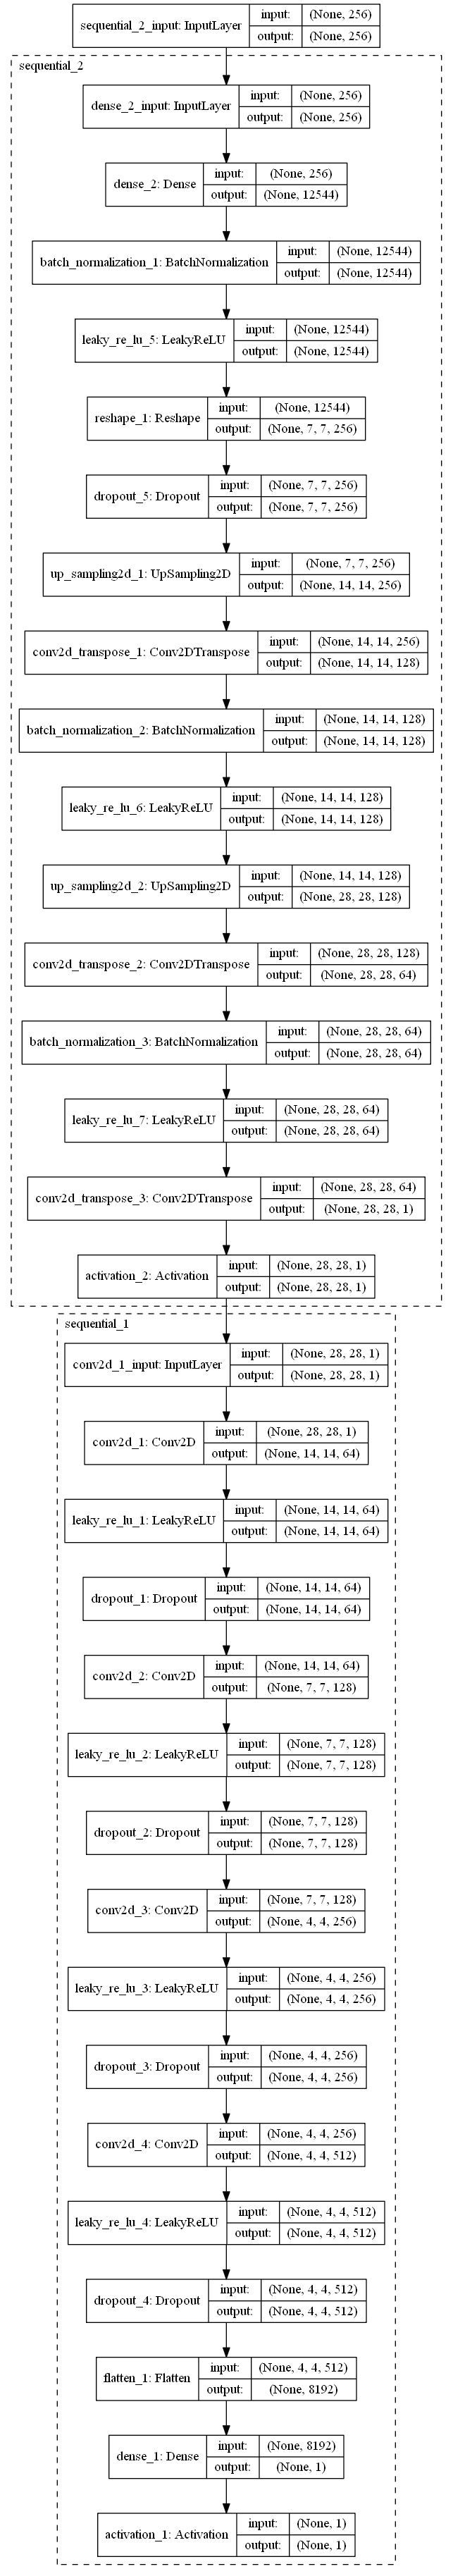 sequential_2_input: InputLayer
input: (None, 256)
output: (None, 256)
sequential_2
dense_2_input: InputLayer
input: (None, 256)
output: (None, 256)
dense_2: Dense
input: (None, 256)
output: (None, 12544)
batch_normalization_1: BatchNormalization
input: (None, 12544)
output: (None, 12544)
leaky_re_lu_5: LeakyReLU
input: (None, 12544)
output: (None, 12544)
reshape_1: Reshape
input: (None, 12544)
output: (None, 7, 7, 256)
dropout_5: Dropout
input: (None, 7, 7, 256)
output: (None, 7, 7, 256)
up_sampling2d_1: UpSampling2D
input: (None, 7, 7, 256)
output: (None, 14, 14, 256)
conv2d_transpose_1: Conv2DTranspose
input: (None, 14, 14, 256)
output: (None, 14, 14, 128)
batch_normalization_2: BatchNormalization
input: (None, 14, 14, 128)
output: (None, 14, 14, 128)
leaky_re_lu_6: LeakyReLU
input: (None, 14, 14, 128)
output: (None, 14, 14, 128)
up_sampling2d_2: UpSampling2D
input: (None, 14, 14, 128)
output: (None, 28, 28, 128)
conv2d_transpose_2: Conv2DTranspose
input: (None, 28, 28, 128)
output: (None, 28, 28, 64)
batch_normalization_3: BatchNormalization
input: (None, 28, 28, 64)
output: (None, 28, 28, 64)
leaky_re_lu_7: LeakyReLU
input: (None, 28, 28, 64)
output: (None, 28, 28, 64)
conv2d_transpose_3: Conv2DTranspose
input: (None, 28, 28, 64)
output: (None, 28, 28, 1)
activation_2: Activation
input: (None, 28, 28, 1)
output: (None, 28, 28, 1)
sequential_1
conv2d_1_input: InputLayer
input: (None, 28, 28, 1)
output: (None, 28, 28, 1)
conv2d_1: Conv2D
input: (None, 28, 28, 1)
output: (None, 14, 14, 64)
leaky_re_lu_1: LeakyReLU
input: (None, 14, 14, 64)
output: (None, 14, 14, 64)
dropout_1: Dropout
input: (None, 14, 14, 64)
output: (None, 14, 14, 64)
conv2d_2: Conv2D
input: (None, 14, 14, 64)
output: (None, 7, 7, 128)
leaky_re_lu_2: LeakyReLU
input: (None, 7, 7, 128)
output: (None, 7, 7, 128)
dropout_2: Dropout
input: (None, 7, 7, 128)
output: (None, 7, 7, 128)
conv2d_3: Conv2D
input: (None, 7, 7, 128)
output: (None, 4, 4, 256)
leaky_re_lu_3: LeakyReLU
input: (None, 4, 4, 256)
output: (None, 4, 4, 256)
dropout_3: Dropout
input: (None, 4, 4, 256)
output: (None, 4, 4, 256)
conv2d_4: Conv2D
input: (None, 4, 4, 256)
output: (None, 4, 4, 512)
leaky_re_lu_4: LeakyReLU
input: (None, 4, 4, 512)
output: (None, 4, 4, 512)
dropout_4: Dropout
input: (None, 4, 4, 512)
output: (None, 4, 4, 512)
flatten_1: Flatten
input: (None, 4, 4, 512)
output: (None, 8192)
dense_1: Dense
input: (None, 8192)
output: (None, 1)
activation_1: Activation
input: (None, 1)
output: (None, 1)